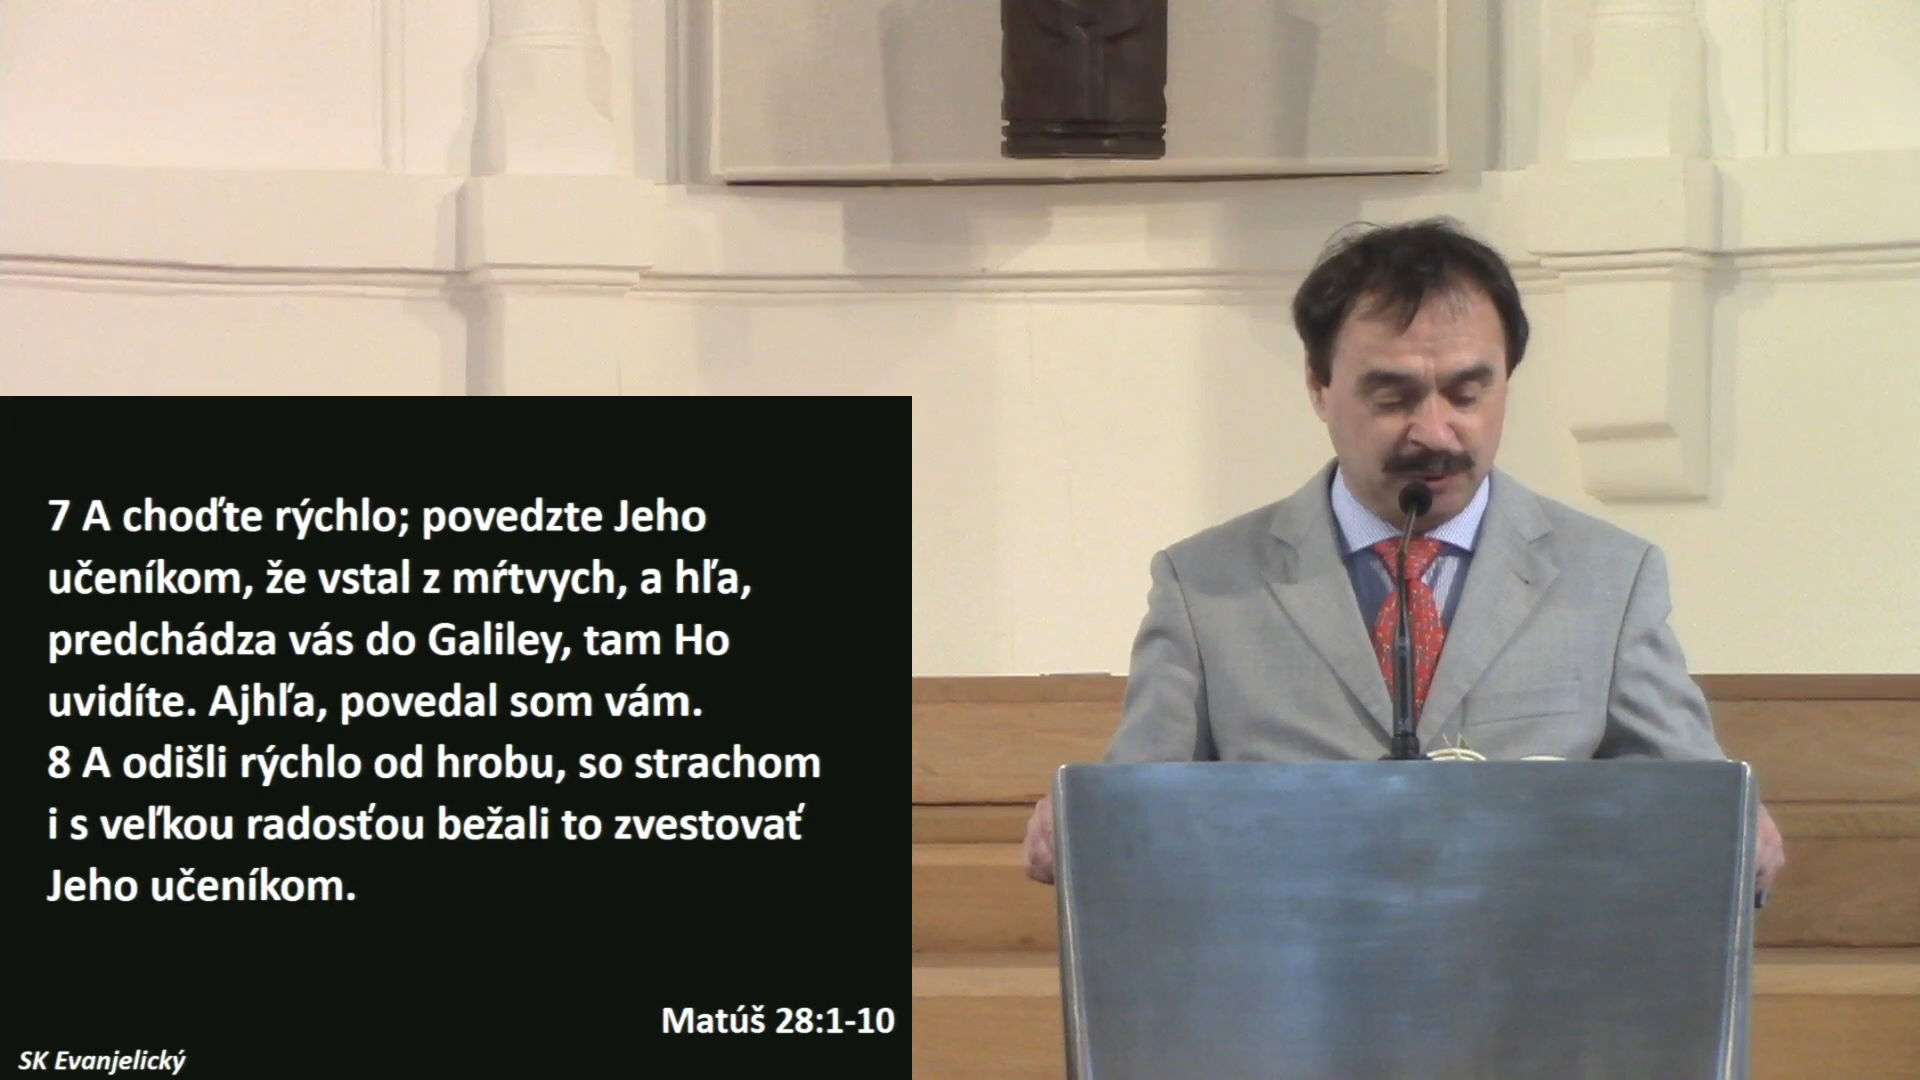 7 A choďte rýchlo; povedzte Jeho
učeníkom, že vstal z mŕtvych, a hľa,
predchádza vás do Galiley, tam Ho
uvidíte. Ajhľa, povedal som vám.
8 A odišli rýchlo od hrobu, so strachom
i s veľkou radosťou bežali to zvestovať
Jeho učeníkom.
Matúš 28:1-10
SK Evanjelický